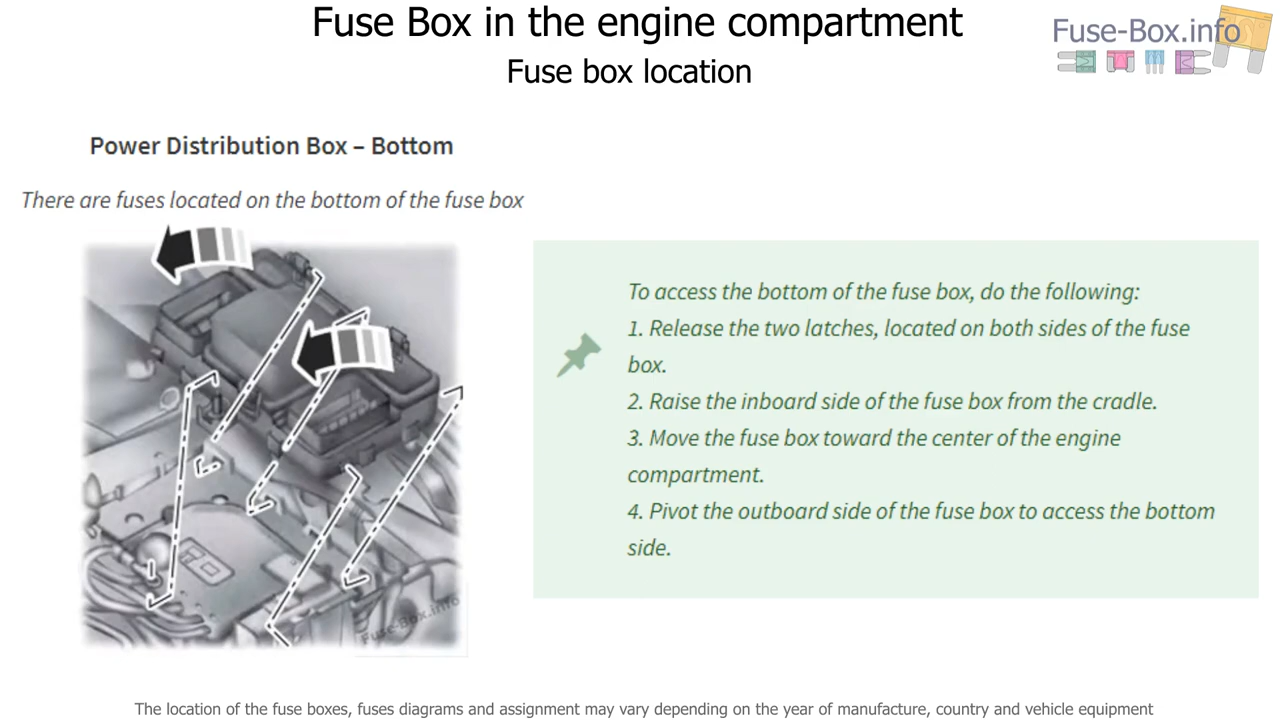 Fuse Box in the engine compartment
Fuse-Box.info
Fuse box location
Power Distribution Box – Bottom
There are fuses located on the bottom of the fuse box
To access the bottom of the fuse box, do the following:
1. Release the two latches, located on both sides of the fuse
box.
2. Raise the inboard side of the fuse box from the cradle.
3. Move the fuse box toward the center of the engine
compartment.
4. Pivot the outboard side of the fuse box to access the bottom
side.
Fuse-Box.info
The location of the fuse boxes, fuses diagrams and assignment may vary depending on the year of manufacture, country and vehicle equipment